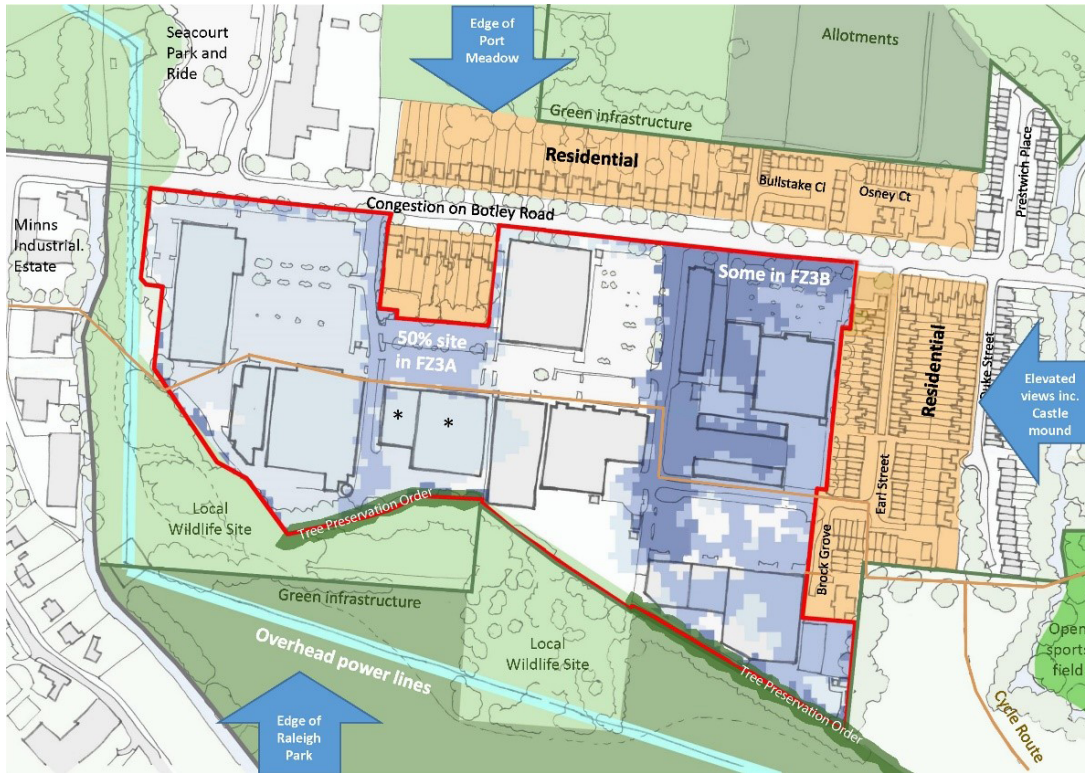 Seacourt
Park and
Ride
Edge of
Port
Meadow
Allotments
Green infrastructure
Residential
Bullstake Cl
Osney Ct
Prestwich Place
Congestion on Botley Road
Minns
Industrial.
Estate
50% site
in FZ3A
Some in FZ3B
Residential
Duke Street
Elevated
views inc.
Castle
mound
* *
Earl Street
Brock Grove
Local
Wildlife Site
Tree Preservation Order
Green infrastructure
Overhead power lines
Local
Wildlife Site
Tree Preservation Order
Open
sports
field
Cycle Route
Edge of
Raleigh
Park